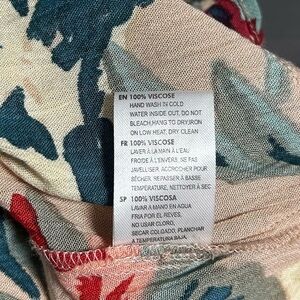 EN 100% VISCOSE
HAND WASH IN COLD
WATER INSIDE OUT, DO NOT
BLEACH,HANG TO DRY,IRON
ON LOW HEAT, DRY CLEAN
FR 100% VISCOSE
LAVER À LA MAIN À L'EAU
FROIDE À L'ENVERS, NE PAS
JAVELLISER, ACCROCHER POUR
SÉCHER, REPASSER À BASSE
TEMPÉRATURE, NETTOYER À SEC
SP 100% VISCOSA
LAVAR A MANO EN AGUA
FRIA POR EL REVES,
NO USAR CLORO,
SECAR COLGADO, PLANCHAR
A TEMPERATURA BAJA,